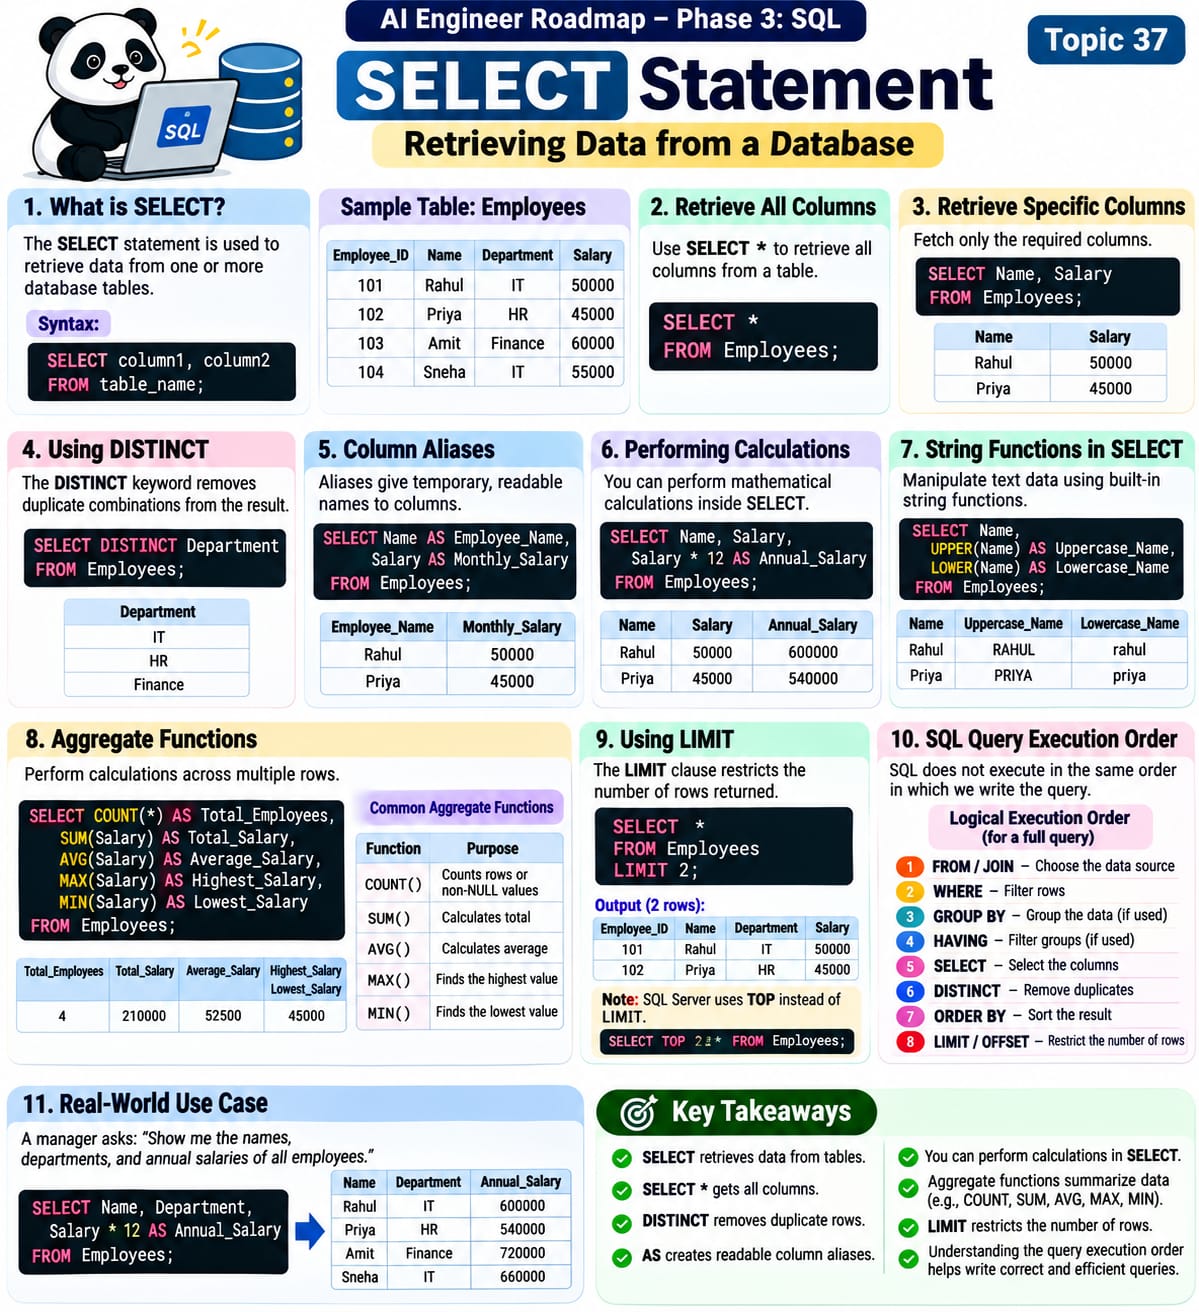 AI Engineer Roadmap – Phase 3: SQL
Topic 37
SELECT Statement
Retrieving Data from a Database
SQL
1. What is SELECT?
The SELECT statement is used to
retrieve data from one or more
database tables.
Syntax:
SELECT column1, column2
FROM table_name;
Sample Table: Employees
Employee_ID Name Department Salary
101 Rahul IT 50000
102 Priya HR 45000
103 Amit Finance 60000
104 Sneha IT 55000
2. Retrieve All Columns
Use SELECT * to retrieve all
columns from a table.
SELECT *
FROM Employees;
3. Retrieve Specific Columns
Fetch only the required columns.
SELECT Name, Salary
FROM Employees;
Name Salary
Rahul 50000
Priya 45000
4. Using DISTINCT
The DISTINCT keyword removes
duplicate combinations from the result.
SELECT DISTINCT Department
FROM Employees;
Department
IT
HR
Finance
5. Column Aliases
Aliases give temporary, readable
names to columns.
SELECT Name AS Employee_Name,
Salary AS Monthly_Salary
FROM Employees;
Employee_Name Monthly_Salary
Rahul 50000
Priya 45000
6. Performing Calculations
You can perform mathematical
calculations inside SELECT.
SELECT Name, Salary,
Salary * 12 AS Annual_Salary
FROM Employees;
Name Salary Annual_Salary
Rahul 50000 600000
Priya 45000 540000
7. String Functions in SELECT
Manipulate text data using built-in
string functions.
SELECT Name,
UPPER(Name) AS Uppercase_Name,
LOWER(Name) AS Lowercase_Name
FROM Employees;
Name Uppercase_Name Lowercase_Name
Rahul RAHUL rahul
Priya PRIYA priya
8. Aggregate Functions
Perform calculations across multiple rows.
SELECT COUNT(*) AS Total_Employees,
SUM(Salary) AS Total_Salary,
AVG(Salary) AS Average_Salary,
MAX(Salary) AS Highest_Salary,
MIN(Salary) AS Lowest_Salary
FROM Employees;
Total_Employees Total_Salary Average_Salary Highest_Salary
Lowest_Salary
4 210000 52500 45000
Common Aggregate Functions
Function Purpose
COUNT() Counts rows or
non-NULL values
SUM() Calculates total
AVG() Calculates average
MAX() Finds the highest value
MIN() Finds the lowest value
9. Using LIMIT
The LIMIT clause restricts the
number of rows returned.
SELECT *
FROM Employees
LIMIT 2;
Output (2 rows):
Employee_ID Name Department Salary
101 Rahul IT 50000
102 Priya HR 45000
Note: SQL Server uses TOP instead of
LIMIT.
SELECT TOP 2 * FROM Employees;
10. SQL Query Execution Order
SQL does not execute in the same order
in which we write the query.
Logical Execution Order
(for a full query)
1 FROM / JOIN – Choose the data source
2 WHERE – Filter rows
3 GROUP BY – Group the data (if used)
4 HAVING – Filter groups (if used)
5 SELECT – Select the columns
6 DISTINCT – Remove duplicates
7 ORDER BY – Sort the result
8 LIMIT / OFFSET – Restrict the number of rows
11. Real-World Use Case
A manager asks: "Show me the names,
departments, and annual salaries of all employees."
SELECT Name, Department,
Salary * 12 AS Annual_Salary
FROM Employees;
Name Department Annual_Salary
Rahul IT 600000
Priya HR 540000
Amit Finance 720000
Sneha IT 660000
Key Takeaways
SELECT retrieves data from tables.
SELECT * gets all columns.
DISTINCT removes duplicate rows.
AS creates readable column aliases.
You can perform calculations in SELECT.
Aggregate functions summarize data
(e.g., COUNT, SUM, AVG, MAX, MIN).
LIMIT restricts the number of rows.
Understanding the query execution order
helps write correct and efficient queries.